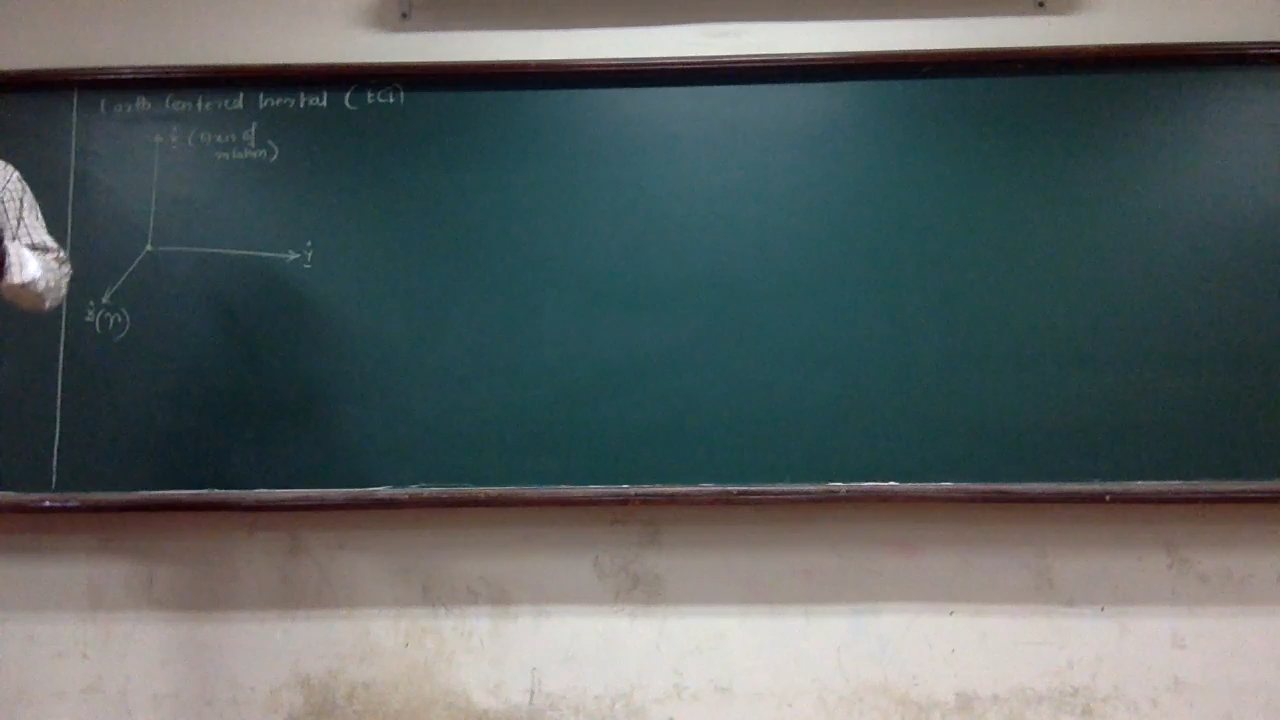 Earth Centered Inertial (ECI)
(Axis of
rotation)
Ŷ
(♈)